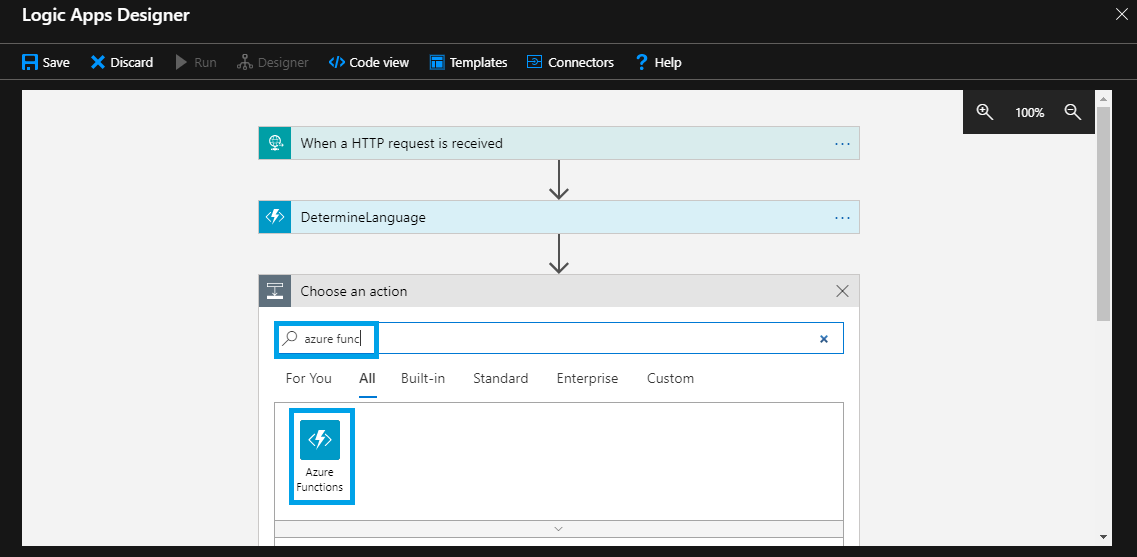 Logic Apps Designer
Save Discard Run Designer Code view Templates Connectors Help
100%
When a HTTP request is received
DetermineLanguage
Choose an action
azure func
For You All Built-in Standard Enterprise Custom
Azure
Functions